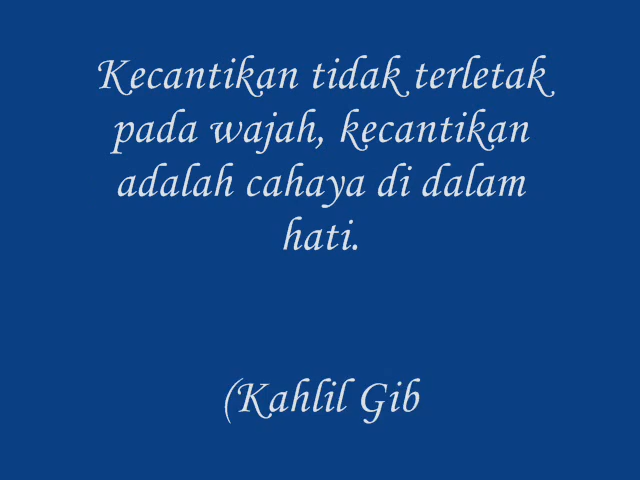 Kecantikan tidak terletak
pada wajah, kecantikan
adalah cahaya di dalam
hati.
(Kahlil Gib